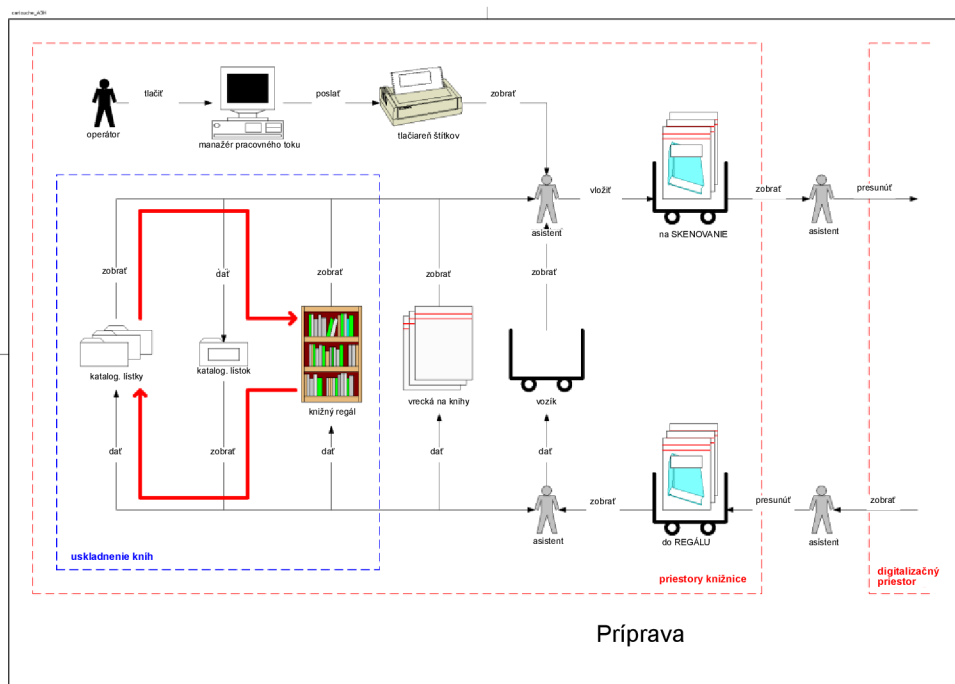 cartouche_A3H
tlačiť
poslať
zobrať
operátor
manažér pracovného toku
tlačiareň štítkov
vložiť
zobrať
presunúť
asistent
na SKENOVANIE
asistent
zobrať
dať
zobrať
zobrať
zobrať
katalog. lístky
katalog. lístok
knižný regál
vrecká na knihy
vozík
dať
zobrať
dať
dať
dať
zobrať
presunúť
zobrať
asistent
do REGÁLU
asistent
uskladnenie knih
priestory knižnice
digitalizačný
priestor
Príprava